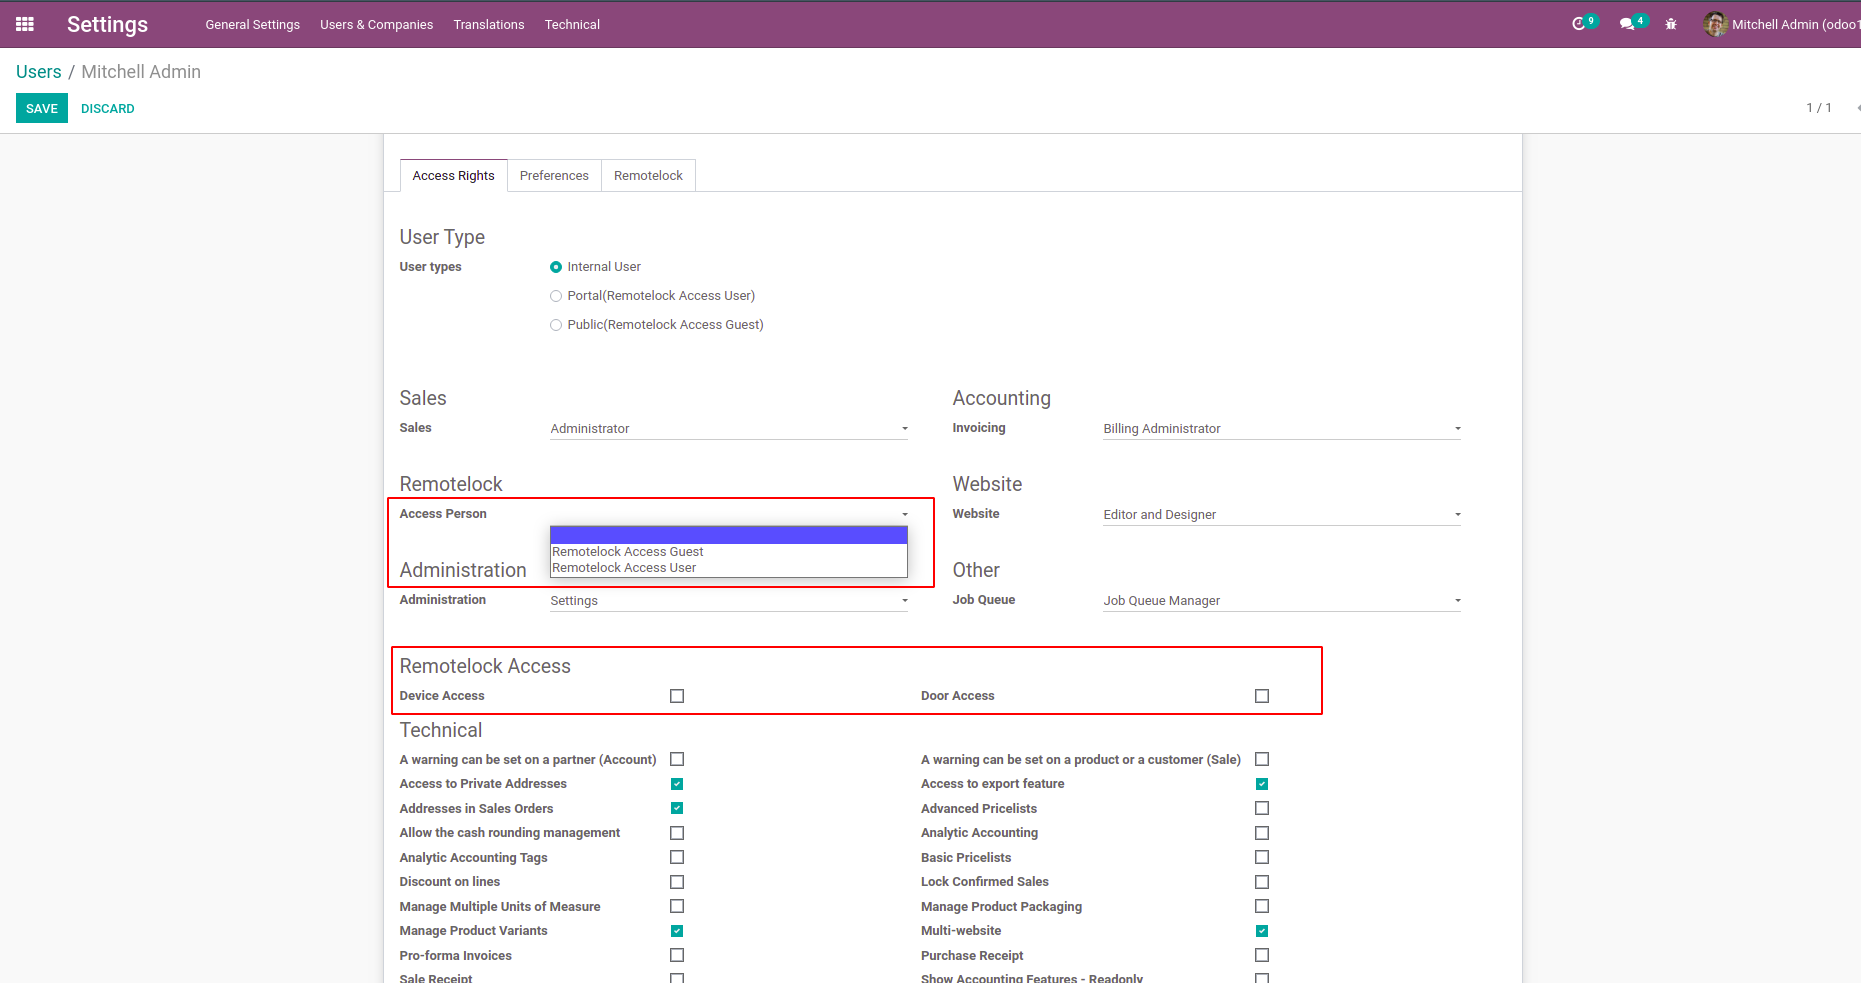 Settings General Settings Users & Companies Translations Technical 9 4 Mitchell Admin (odoo1
Users / Mitchell Admin
SAVE DISCARD 1 / 1
Access Rights Preferences Remotelock
User Type
User types Internal User
Portal(Remotelock Access User)
Public(Remotelock Access Guest)
Sales Accounting
Sales Administrator Invoicing Billing Administrator
Remotelock Website
Access Person Website Editor and Designer
Remotelock Access Guest
Remotelock Access User
Administration Other
Administration Settings Job Queue Job Queue Manager
Remotelock Access
Device Access Door Access
Technical
A warning can be set on a partner (Account) A warning can be set on a product or a customer (Sale)
Access to Private Addresses Access to export feature
Addresses in Sales Orders Advanced Pricelists
Allow the cash rounding management Analytic Accounting
Analytic Accounting Tags Basic Pricelists
Discount on lines Lock Confirmed Sales
Manage Multiple Units of Measure Manage Product Packaging
Manage Product Variants Multi-website
Pro-forma Invoices Purchase Receipt
Sale Receipt Show Accounting Features - Readonly